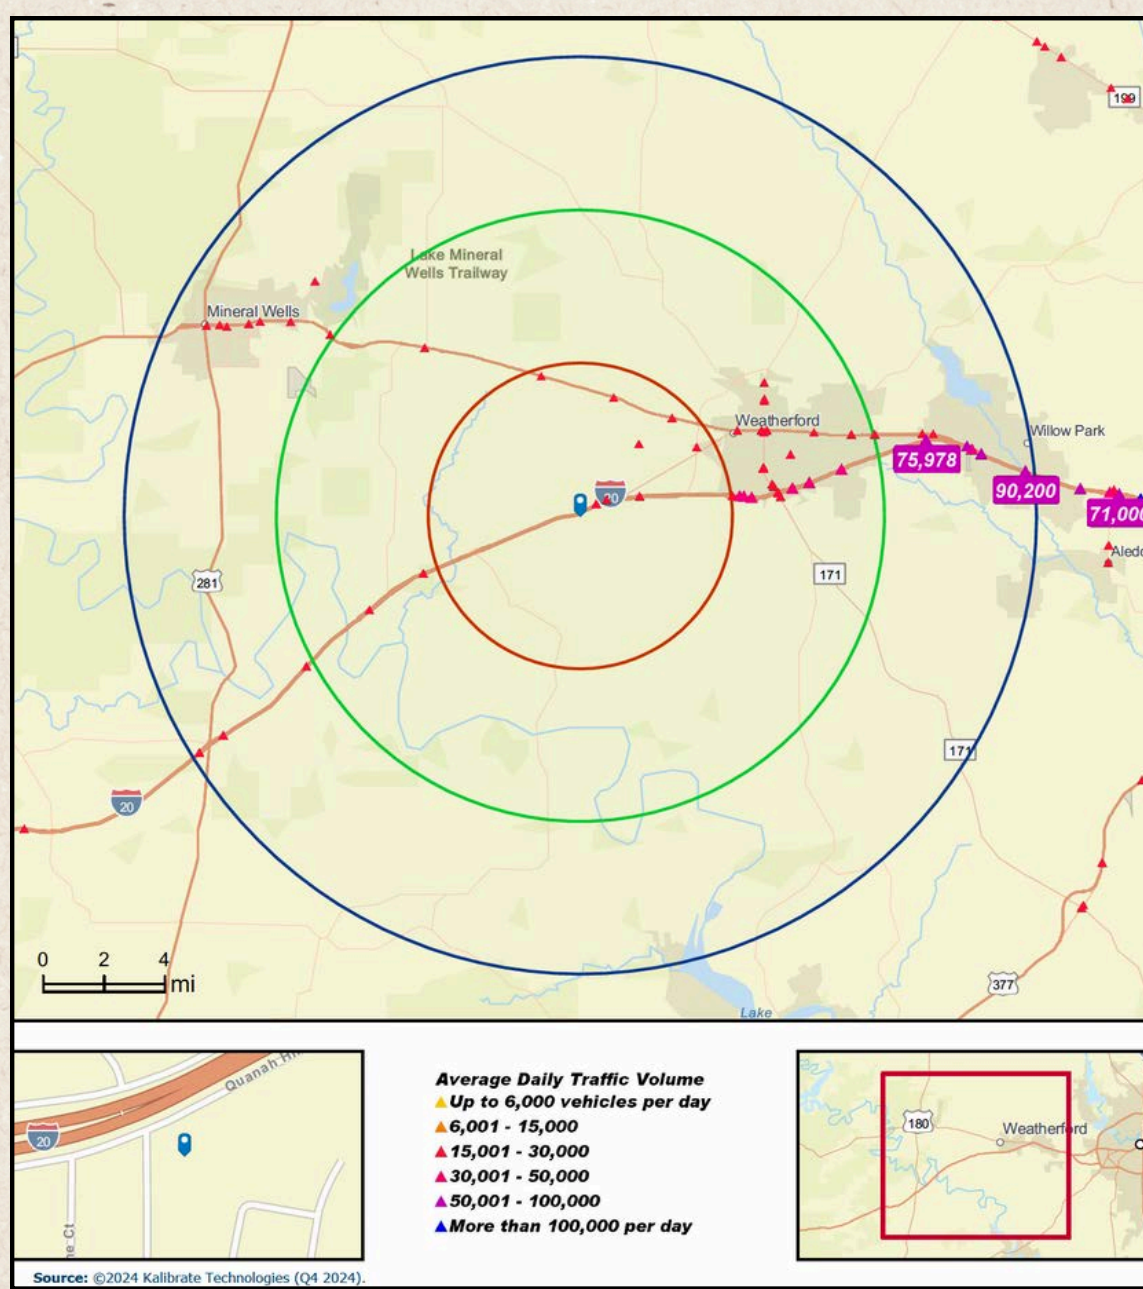 199
Lake Mineral
Wells Trailway
Mineral Wells
Weatherford
Willow Park
75,978
20
90,200
71,000
Aledo
281
171
171
20
0 2 4
mi
377
Lake
Quanah H
20
ne Ct
Average Daily Traffic Volume
Up to 6,000 vehicles per day
6,001 - 15,000
15,001 - 30,000
30,001 - 50,000
50,001 - 100,000
More than 100,000 per day
180
Weatherford
Source: ©2024 Kalibrate Technologies (Q4 2024).